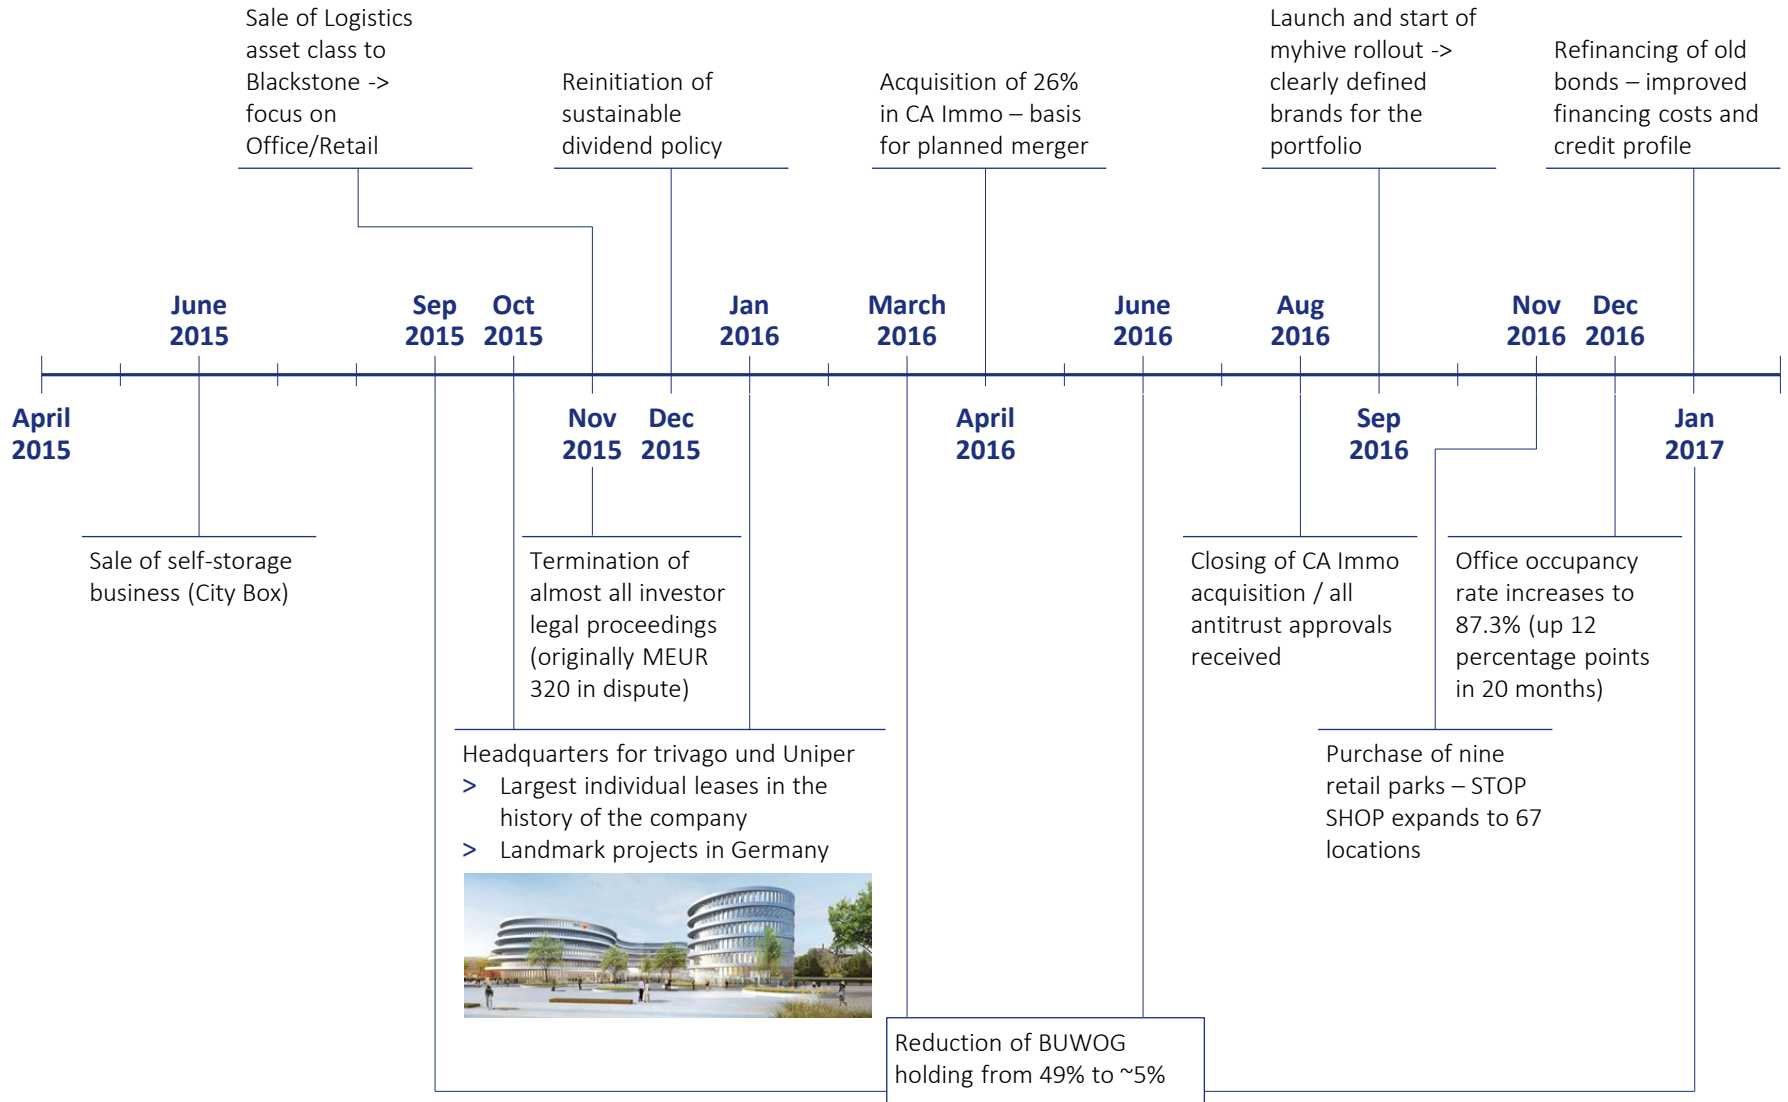 Sale of Logistics
asset class to
Blackstone ->
focus on
Office/Retail
Reinitiation of
sustainable
dividend policy
Acquisition of 26%
in CA Immo – basis
for planned merger
Launch and start of
myhive rollout ->
clearly defined
brands for the
portfolio
Refinancing of old
bonds – improved
financing costs and
credit profile
June
2015
Sep
2015
Oct
2015
Jan
2016
March
2016
June
2016
Aug
2016
Nov
2016
Dec
2016
April
2015
Nov
2015
Dec
2015
April
2016
Sep
2016
Jan
2017
Sale of self-storage
business (City Box)
Termination of
almost all investor
legal proceedings
(originally MEUR
320 in dispute)
Closing of CA Immo
acquisition / all
antitrust approvals
received
Office occupancy
rate increases to
87.3% (up 12
percentage points
in 20 months)
Headquarters for trivago und Uniper
> Largest individual leases in the
history of the company
> Landmark projects in Germany
Purchase of nine
retail parks – STOP
SHOP expands to 67
locations
Reduction of BUWOG
holding from 49% to ~5%